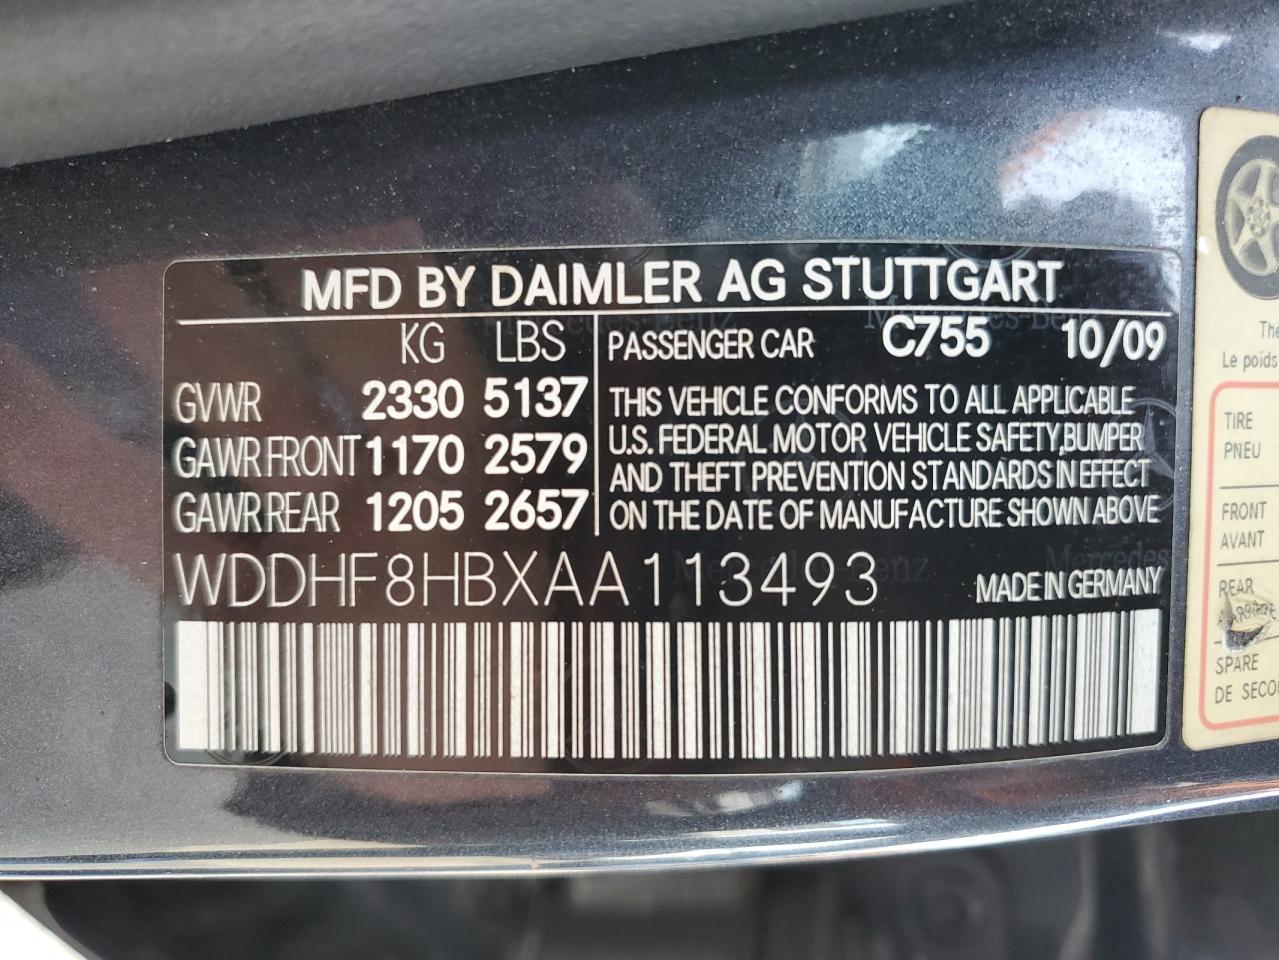 MFD BY DAIMLER AG STUTTGART
KG LBS
GVWR 2330 5137
GAWR FRONT 1170 2579
GAWR REAR 1205 2657
PASSENGER CAR C755 10/09
THIS VEHICLE CONFORMS TO ALL APPLICABLE
U.S. FEDERAL MOTOR VEHICLE SAFETY,BUMPER
AND THEFT PREVENTION STANDARDS IN EFFECT
ON THE DATE OF MANUFACTURE SHOWN ABOVE
WDDHF8HBXAA113493 MADE IN GERMANY
The
Le poids
TIRE
PNEU
FRONT
AVANT
REAR
SPARE
DE SECO